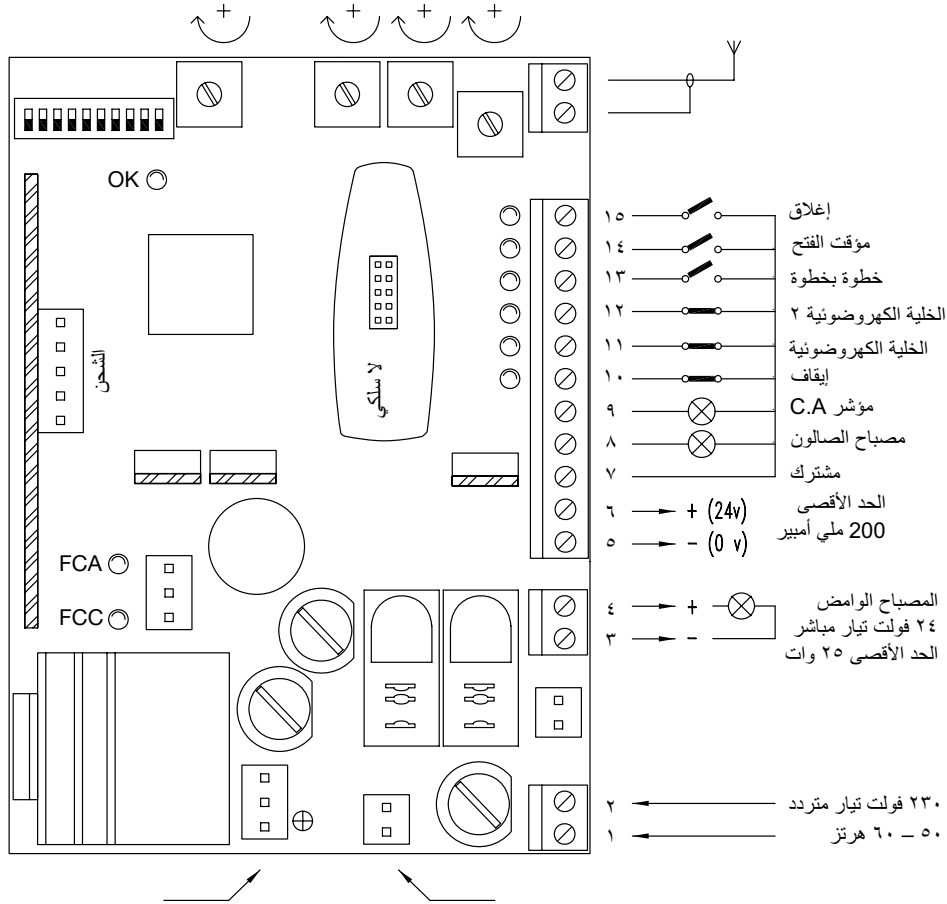 + + + +
OK
١٥ إغلاق
١٤ مؤقت الفتح
١٣ خطوة بخطوة
١٢ الخلية الكهروضوئية ٢
١١ الخلية الكهروضوئية
١٠ إيقاف
٩ مؤشر C.A
٨ مصباح الصالون
٧ مشترك
٦ + (24v) الحد الأقصى
٥ - (0 v) 200 ملي أمبير
الشحن
لا سلكي
FCA
FCC
٤ + المصباح الوامض
٢٤ فولت تيار مباشر
٣ -
الحد الأقصى ٢٥ وات
٢ ٢٣٠ فولت تيار متردد
١ ٥٠ – ٦٠ هرتز